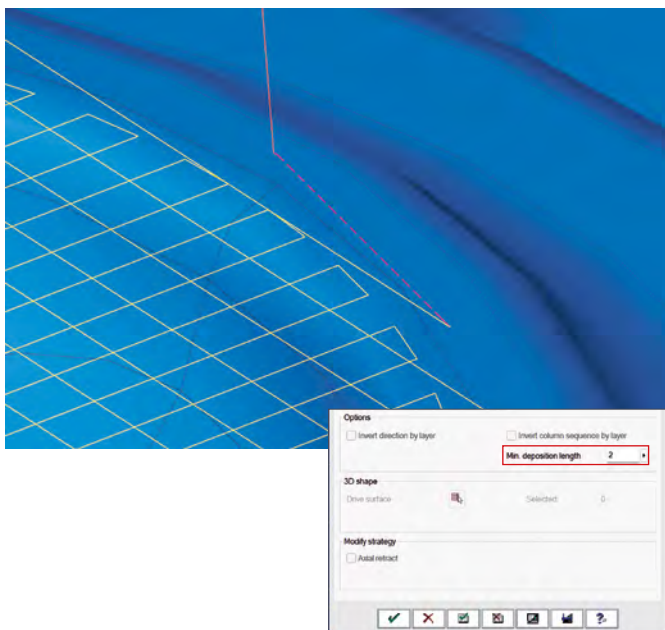 Options
Invert direction by layer Invert column sequence by layer
Min. deposition length 2
3D shape
Drive surface Selected: 0
Modify strategy
Axial retract
?